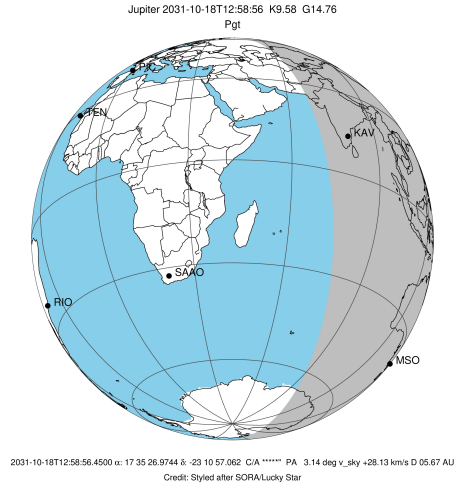 Jupiter 2031-10-18T12:58:56 K9.58 G14.76
Pgt
TEN
KAV
SAAO
RIO
MSO
2031-10-18T12:58:56.4500 α: 17 35 26.9744 δ: -23 10 57.062 C/A *****" PA 3.14 deg v_sky +28.13 km/s D 05.67 AU
Credit: Styled after SORA/Lucky Star